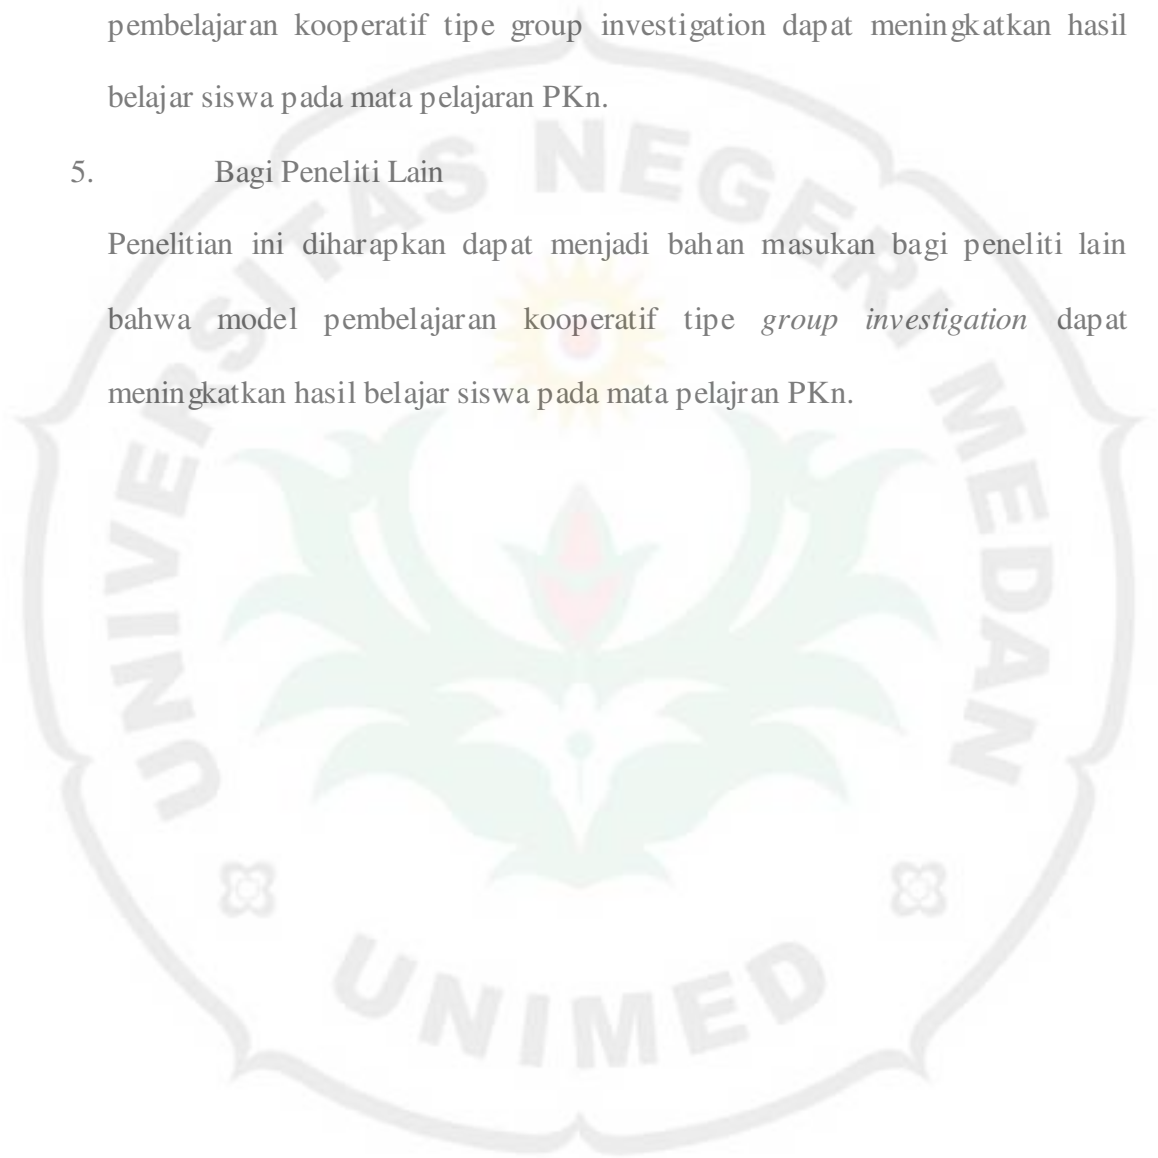 pembelajaran kooperatif tipe group investigation dapat meningkatkan hasil
belajar siswa pada mata pelajaran PKn.
5. Bagi Peneliti Lain
Penelitian ini diharapkan dapat menjadi bahan masukan bagi peneliti lain
bahwa model pembelajaran kooperatif tipe group investigation dapat
meningkatkan hasil belajar siswa pada mata pelajran PKn.
UNIVERSITAS NEGERI MEDAN
UNIMED